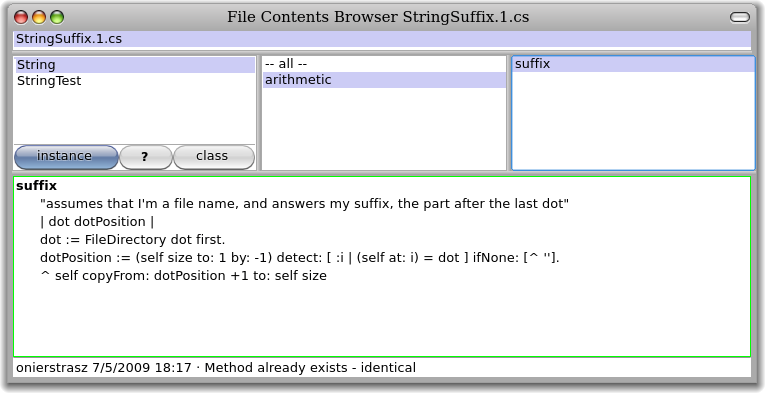 File Contents Browser StringSuffix.1.cs
StringSuffix.1.cs
String
StringTest
-- all --
arithmetic
suffix
instance
?
class
suffix
"assumes that I'm a file name, and answers my suffix, the part after the last dot"
| dot dotPosition |
dot := FileDirectory dot first.
dotPosition := (self size to: 1 by: -1) detect: [ :i | (self at: i) = dot ] ifNone: [^ ''].
^ self copyFrom: dotPosition +1 to: self size
onierstrasz 7/5/2009 18:17 · Method already exists - identical